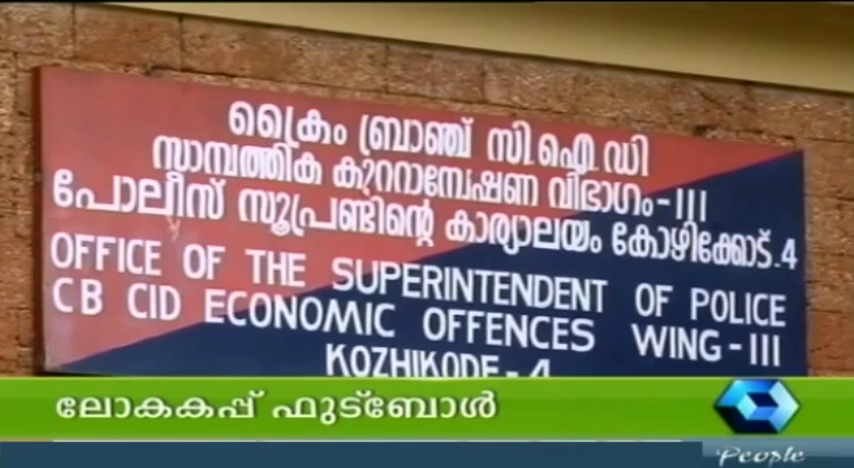 ക്രൈം ബ്രാഞ്ച് സി.ഐ.ഡി
സാമ്പത്തിക കുററാന്വേഷണ വിഭാഗം-III
പോലീസ് സൂപ്രണ്ടിന്റെ കാര്യാലയം കോഴിക്കോട്.4
OFFICE OF THE SUPERINTENDENT OF POLICE
CB CID ECONOMIC OFFENCES WING-III
KOZHIKODE-4
ലോകകപ്പ് ഫുട്ബോൾ
People